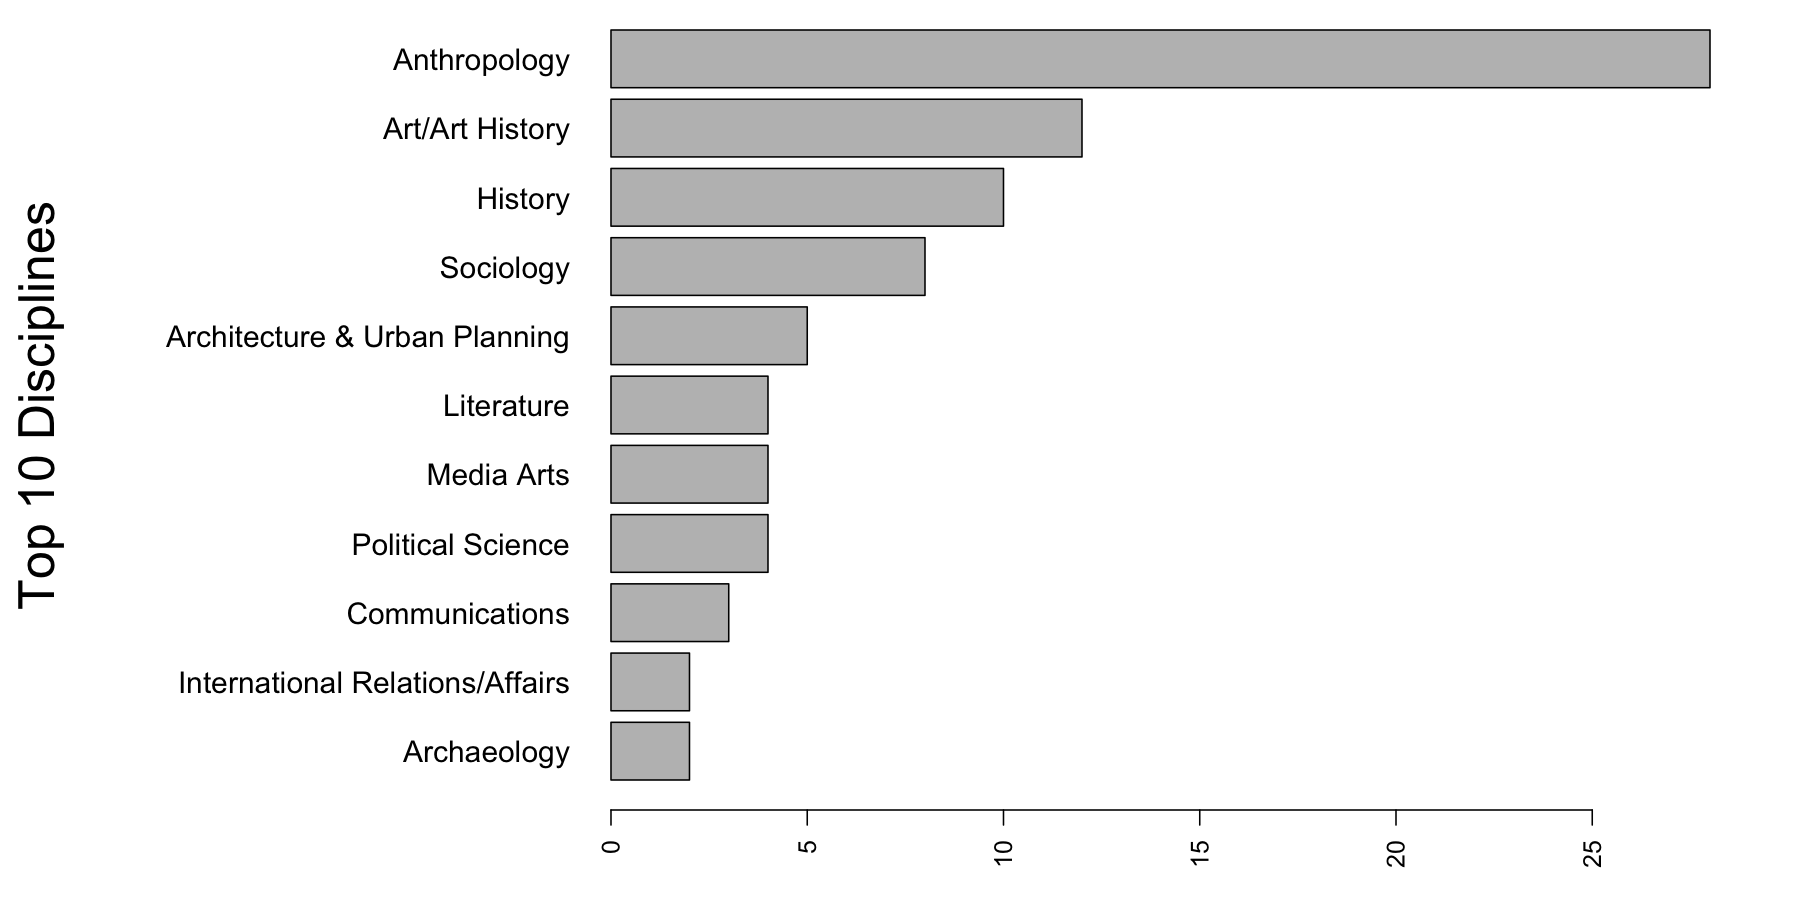 Top 10 Disciplines
Anthropology
Art/Art History
History
Sociology
Architecture & Urban Planning
Literature
Media Arts
Political Science
Communications
International Relations/Affairs
Archaeology
0 5 10 15 20 25